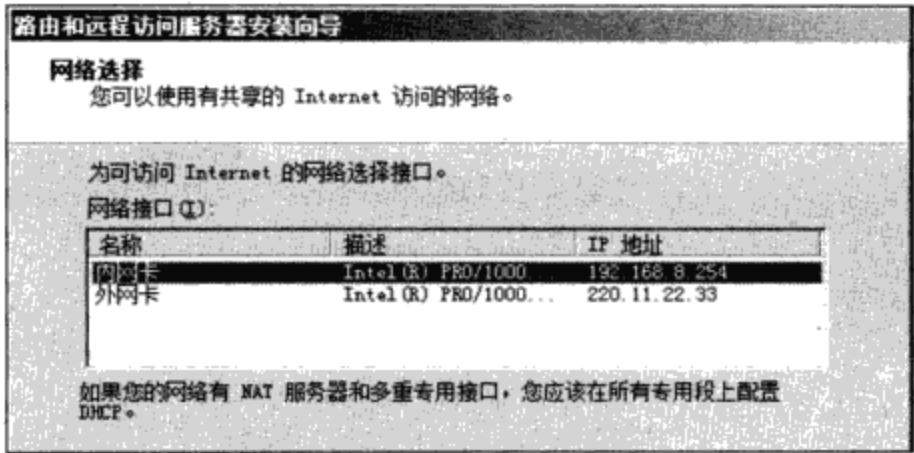 路由和远程访问服务器安装向导
网络选择
您可以使用有共享的 Internet 访问的网络。
为可访问 Internet 的网络选择接口。
网络接口(I):
名称 描述 IP 地址
内网卡 Intel(R) PRO/1000... 192.168.8.254
外网卡 Intel(R) PRO/1000... 220.11.22.33
如果您的网络有 NAT 服务器和多重专用接口，您应该在所有专用段上配置
DHCP。